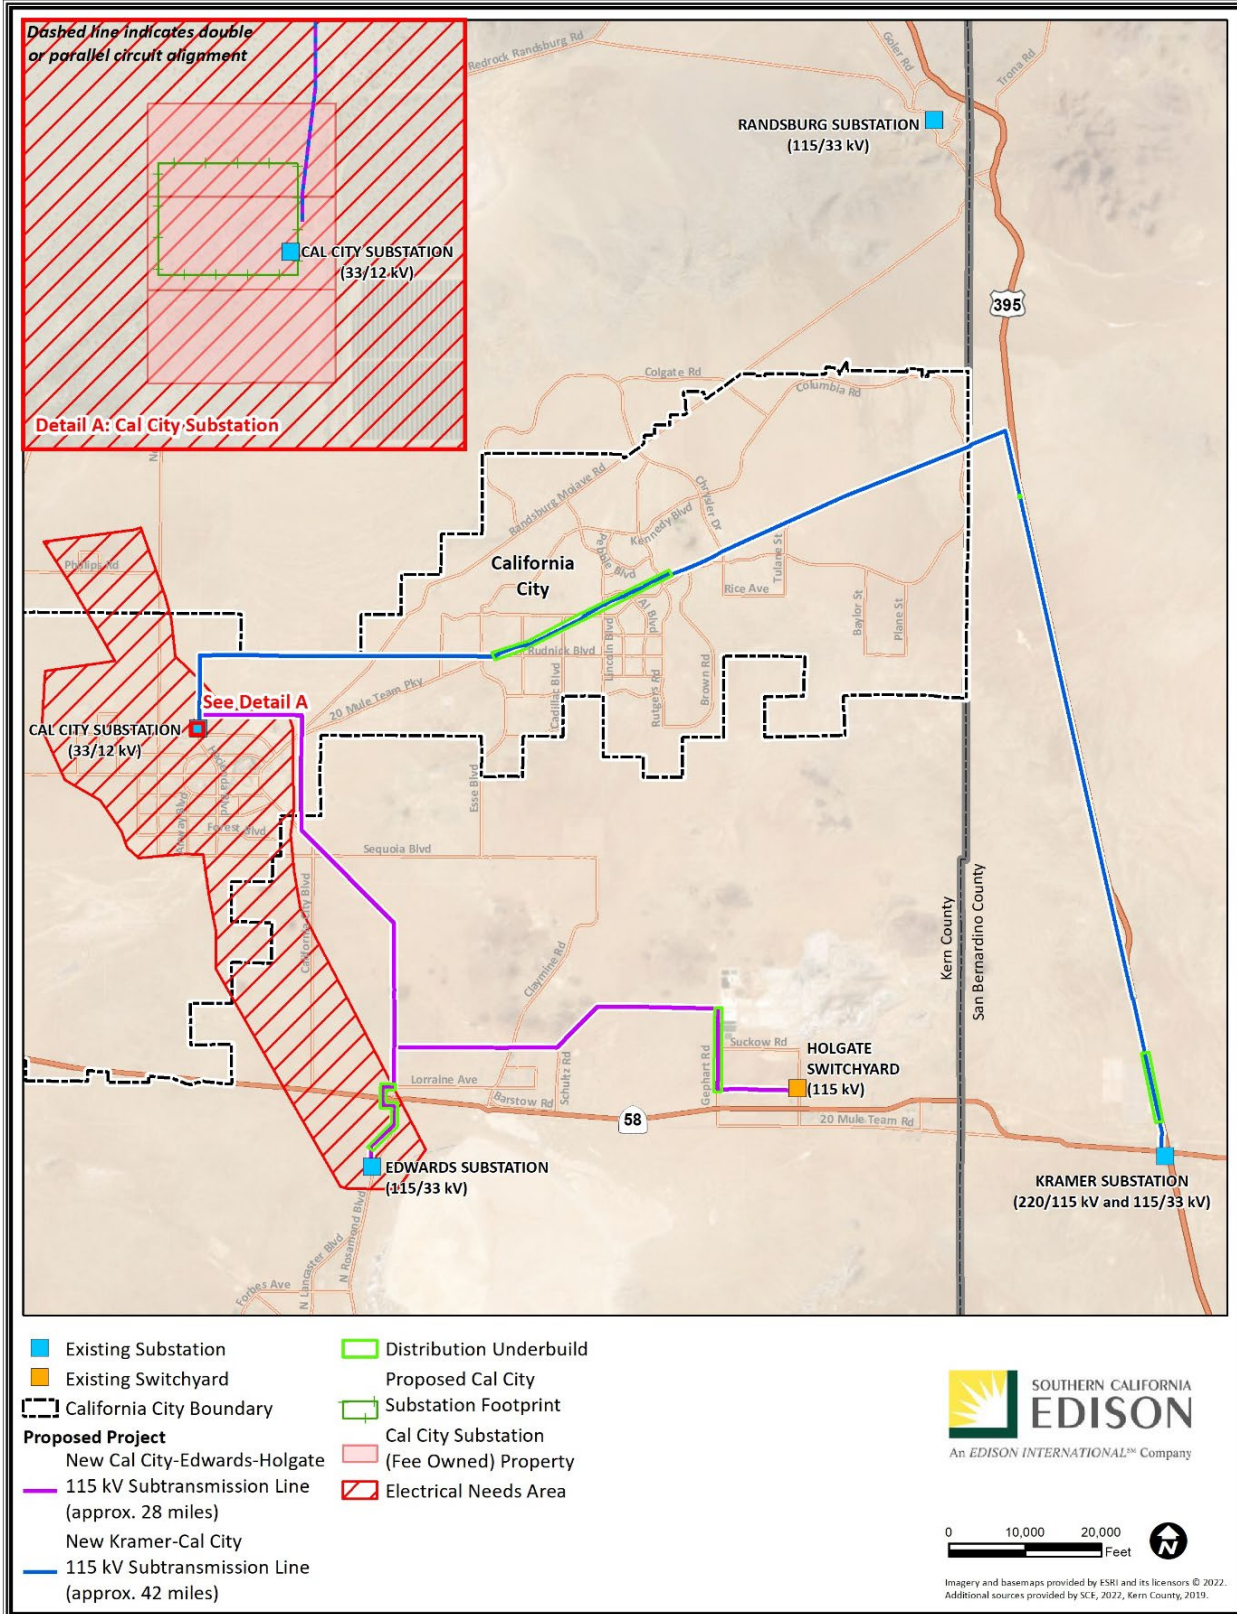 Dashed line indicates double
or parallel circuit alignment
CAL CITY SUBSTATION
(33/12 kV)
Detail A: Cal City Substation
Redrock Randsburg Rd
Goler Rd
Trona Rd
RANDSBURG SUBSTATION
(115/33 kV)
395
Colgate Rd
Columbia Rd
Randsburg Mojave Rd
Chrysler Dr
Kennedy Blvd
Pebble Blvd
California
City
Tulane St
Rice Ave
Al Blvd
Baylor St
Plane St
Phillips Rd
Rudnick Blvd
Lincoln Blvd
20 Mule Team Pky
Cadillac Blvd
Rutgers Rd
Brown Rd
See Detail A
CAL CITY SUBSTATION
(33/12 kV)
Hacienda Blvd
Esse Blvd
Forest Blvd
Sequoia Blvd
California City Blvd
Claymine Rd
Kern County
San Bernardino County
Suckow Rd
HOLGATE
SWITCHYARD
(115 kV)
Lorraine Ave
Schultz Rd
Gephart Rd
Barstow Rd
58
20 Mule Team Rd
EDWARDS SUBSTATION
(115/33 kV)
KRAMER SUBSTATION
(220/115 kV and 115/33 kV)
N Rosamond Blvd
N Lancaster Blvd
Forbes Ave
Existing Substation
Existing Switchyard
California City Boundary
Proposed Project
New Cal City-Edwards-Holgate
115 kV Subtransmission Line
(approx. 28 miles)
New Kramer-Cal City
115 kV Subtransmission Line
(approx. 42 miles)
Distribution Underbuild
Proposed Cal City
Substation Footprint
Cal City Substation
(Fee Owned) Property
Electrical Needs Area
SOUTHERN CALIFORNIA
EDISON
An EDISON INTERNATIONAL℠ Company
0 10,000 20,000
Feet
N
Imagery and basemaps provided by ESRI and its licensors © 2022.
Additional sources provided by SCE, 2022, Kern County, 2019.